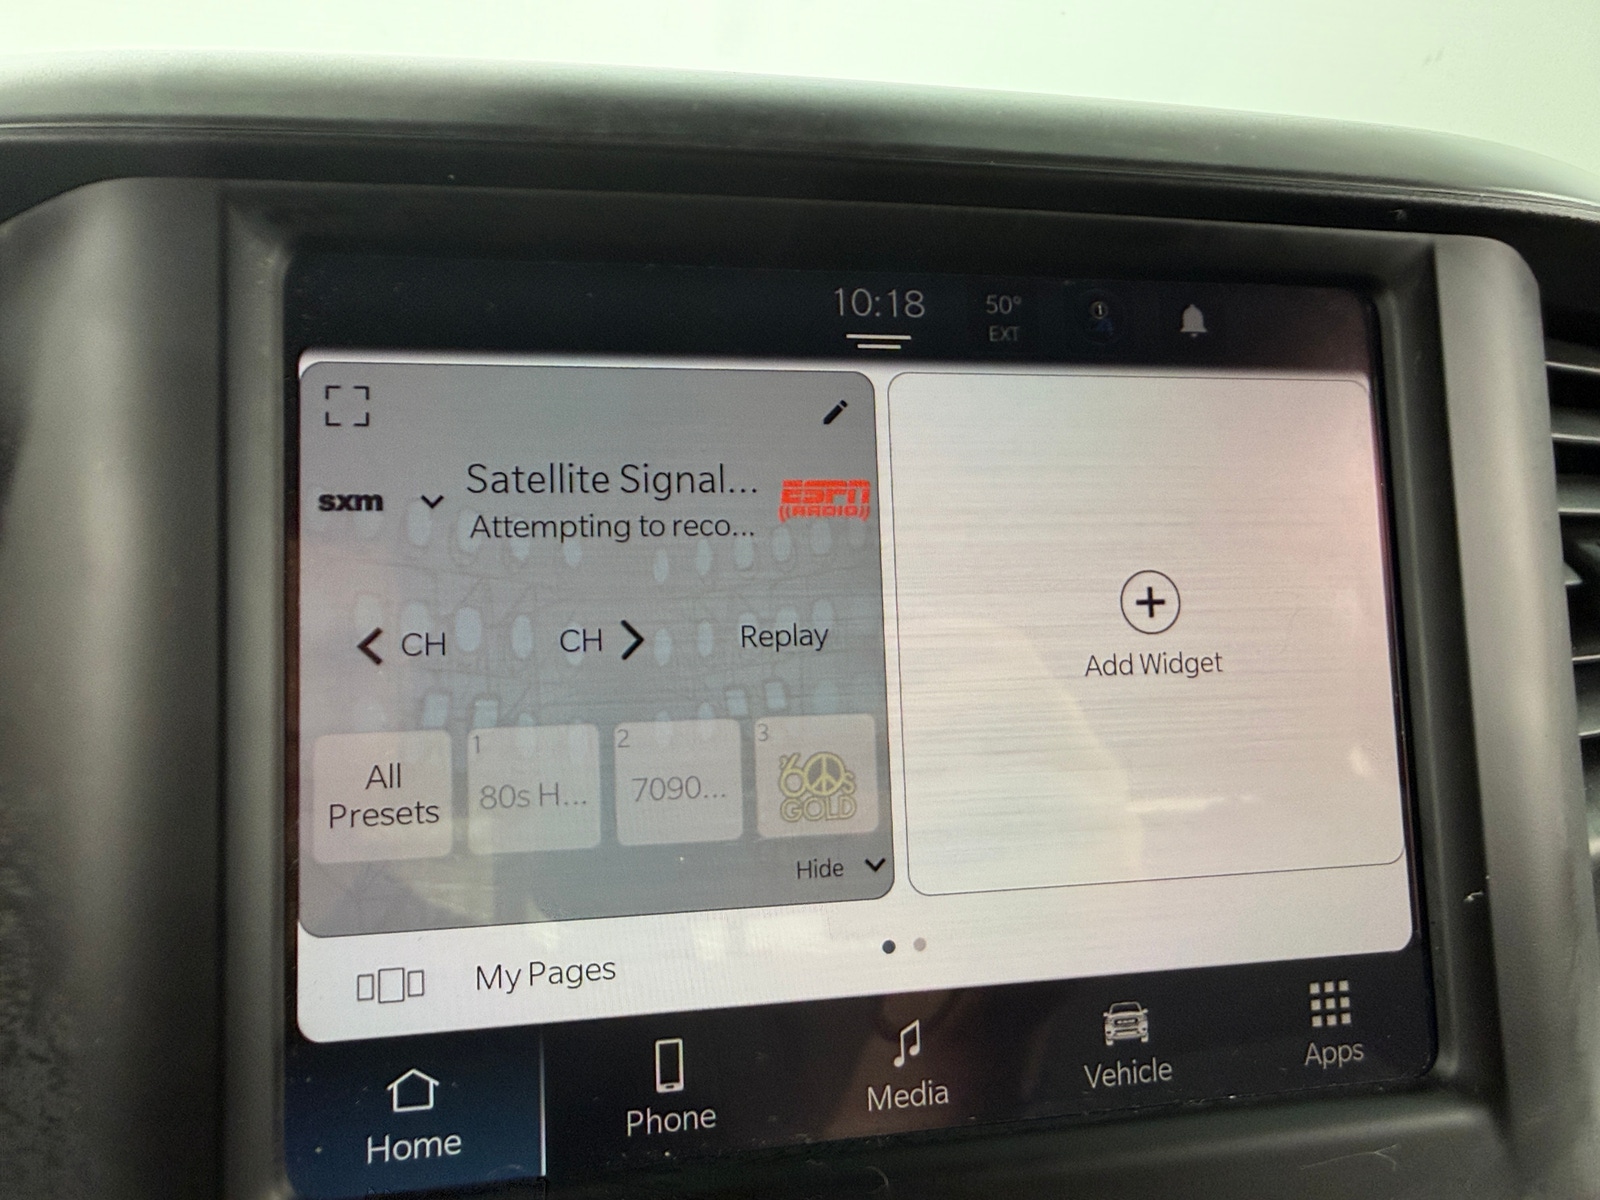 10:18
50°
EXT
1
sxm
Satellite Signal...
Attempting to reco...
ESPN
RADIO
CH
CH
Replay
All
Presets
1
80s H...
2
7090...
3
'60s
GOLD
Hide
Add Widget
My Pages
Home
Phone
Media
Vehicle
Apps